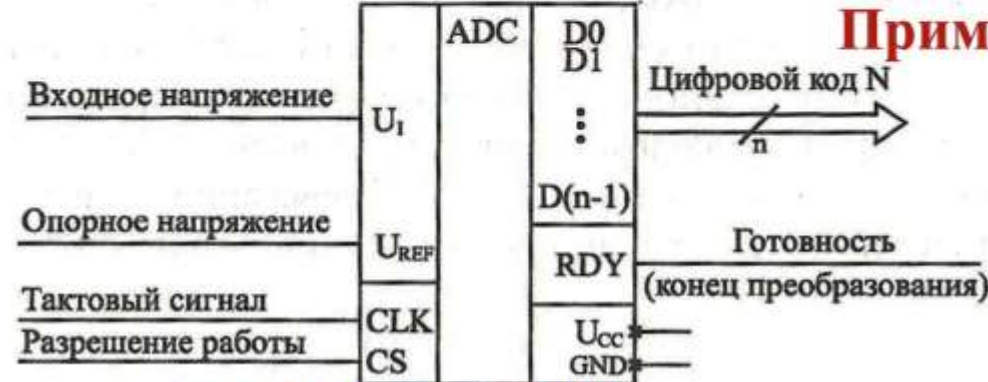 ADC
D0
D1
Прим
Цифровой код N
n
Входное напряжение
U_I
D(n-1)
Опорное напряжение
U_REF
RDY
Готовность
(конец преобразования)
Тактовый сигнал
CLK
Разрешение работы
CS
U_CC
GND